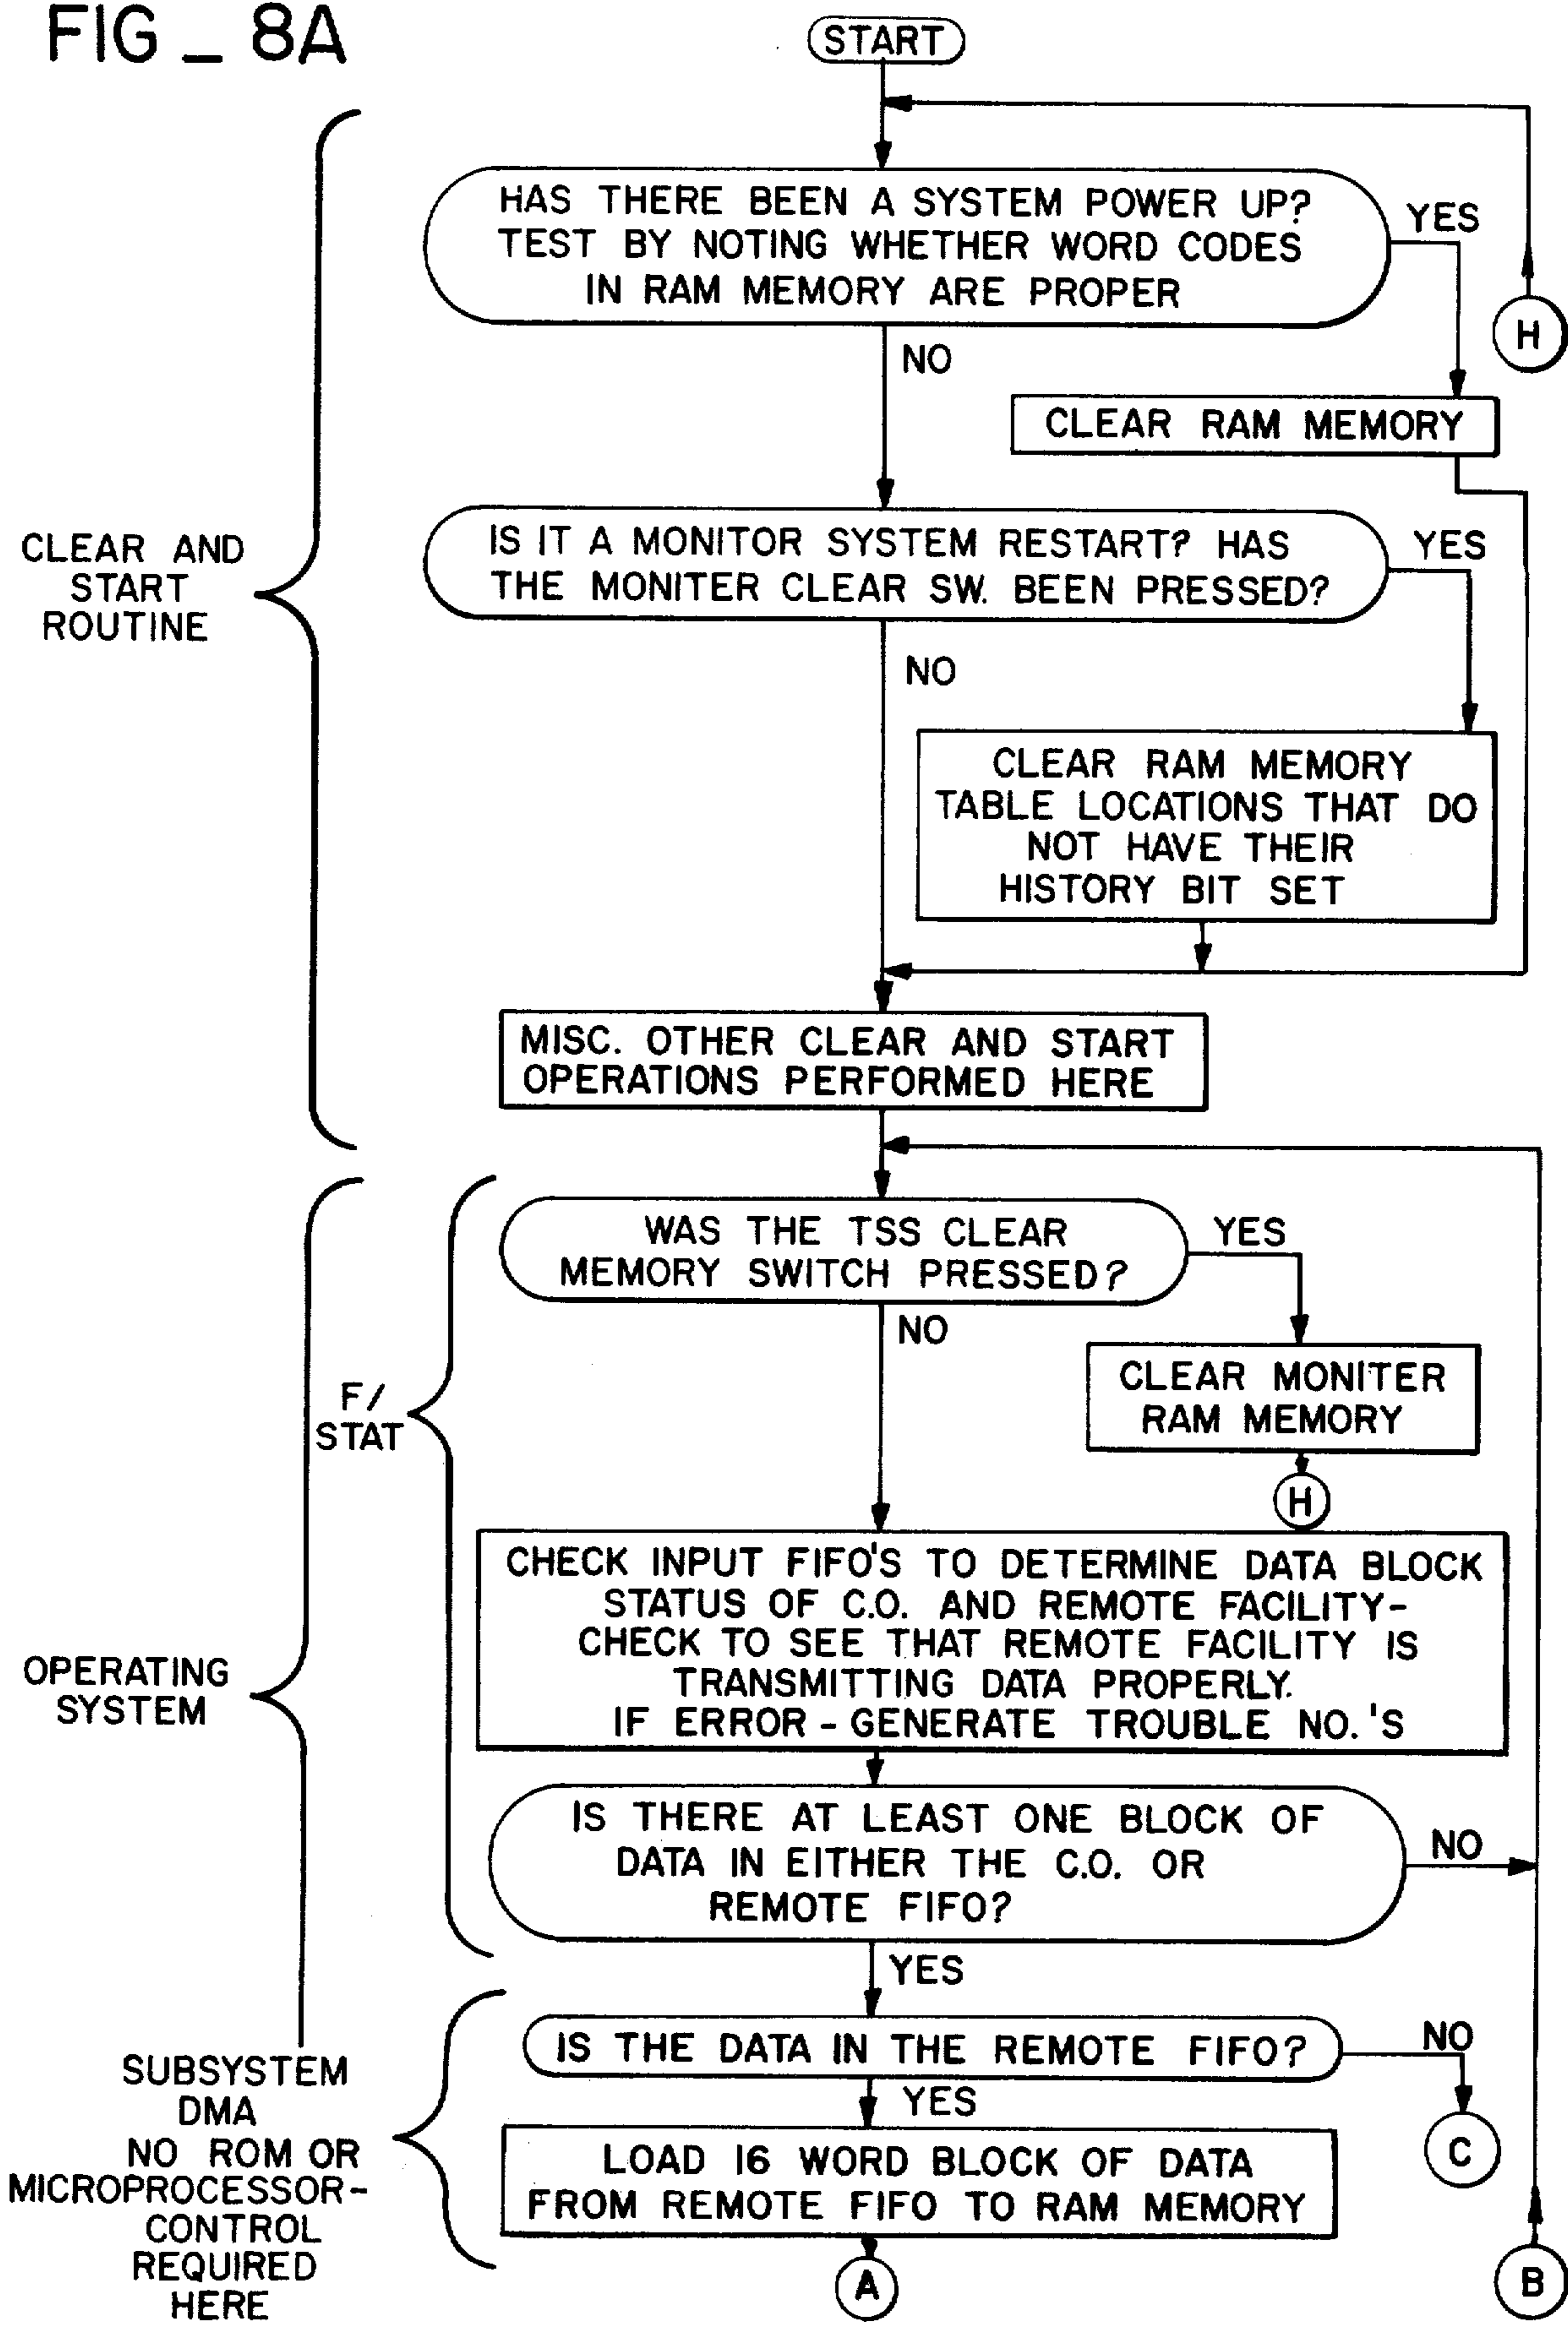 FIG _ 8A
START
HAS THERE BEEN A SYSTEM POWER UP?
TEST BY NOTING WHETHER WORD CODES
IN RAM MEMORY ARE PROPER
YES
H
NO
CLEAR RAM MEMORY
CLEAR AND
START
ROUTINE
IS IT A MONITOR SYSTEM RESTART? HAS
THE MONITER CLEAR SW. BEEN PRESSED?
YES
NO
CLEAR RAM MEMORY
TABLE LOCATIONS THAT DO
NOT HAVE THEIR
HISTORY BIT SET
MISC. OTHER CLEAR AND START
OPERATIONS PERFORMED HERE
WAS THE TSS CLEAR
MEMORY SWITCH PRESSED?
YES
NO
CLEAR MONITER
RAM MEMORY
H
F/
STAT
CHECK INPUT FIFO'S TO DETERMINE DATA BLOCK
STATUS OF C.O. AND REMOTE FACILITY-
CHECK TO SEE THAT REMOTE FACILITY IS
TRANSMITTING DATA PROPERLY.
IF ERROR - GENERATE TROUBLE NO.'S
OPERATING
SYSTEM
IS THERE AT LEAST ONE BLOCK OF
DATA IN EITHER THE C.O. OR
REMOTE FIFO?
NO
YES
IS THE DATA IN THE REMOTE FIFO?
NO
C
YES
SUBSYSTEM
DMA
NO ROM OR
MICROPROCESSOR-
CONTROL
REQUIRED
HERE
LOAD 16 WORD BLOCK OF DATA
FROM REMOTE FIFO TO RAM MEMORY
A
B